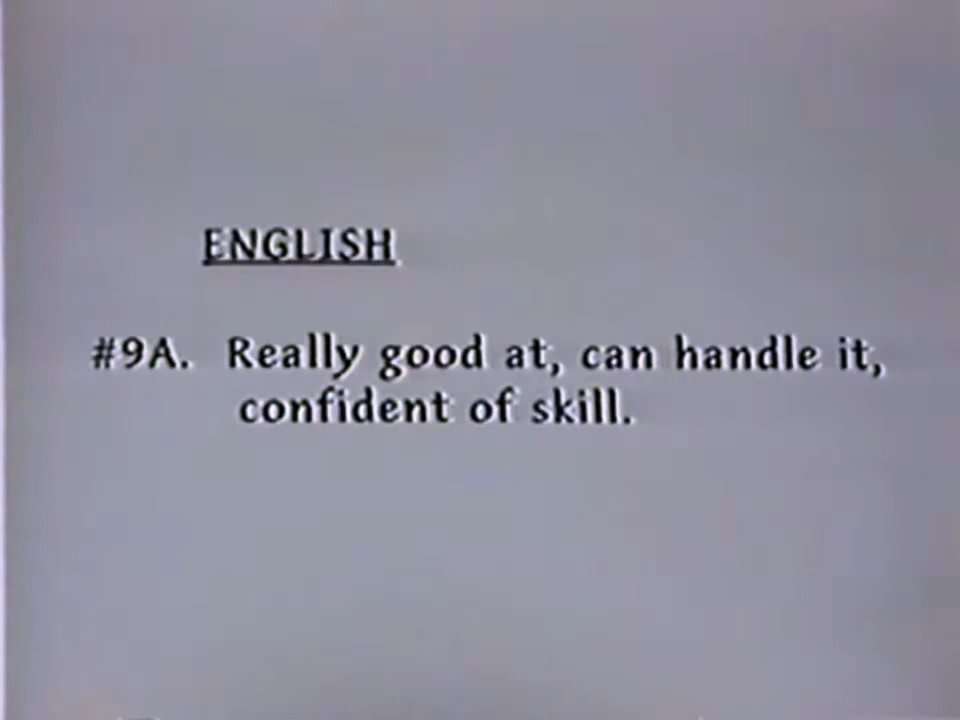 ENGLISH
#9A. Really good at, can handle it,
confident of skill.